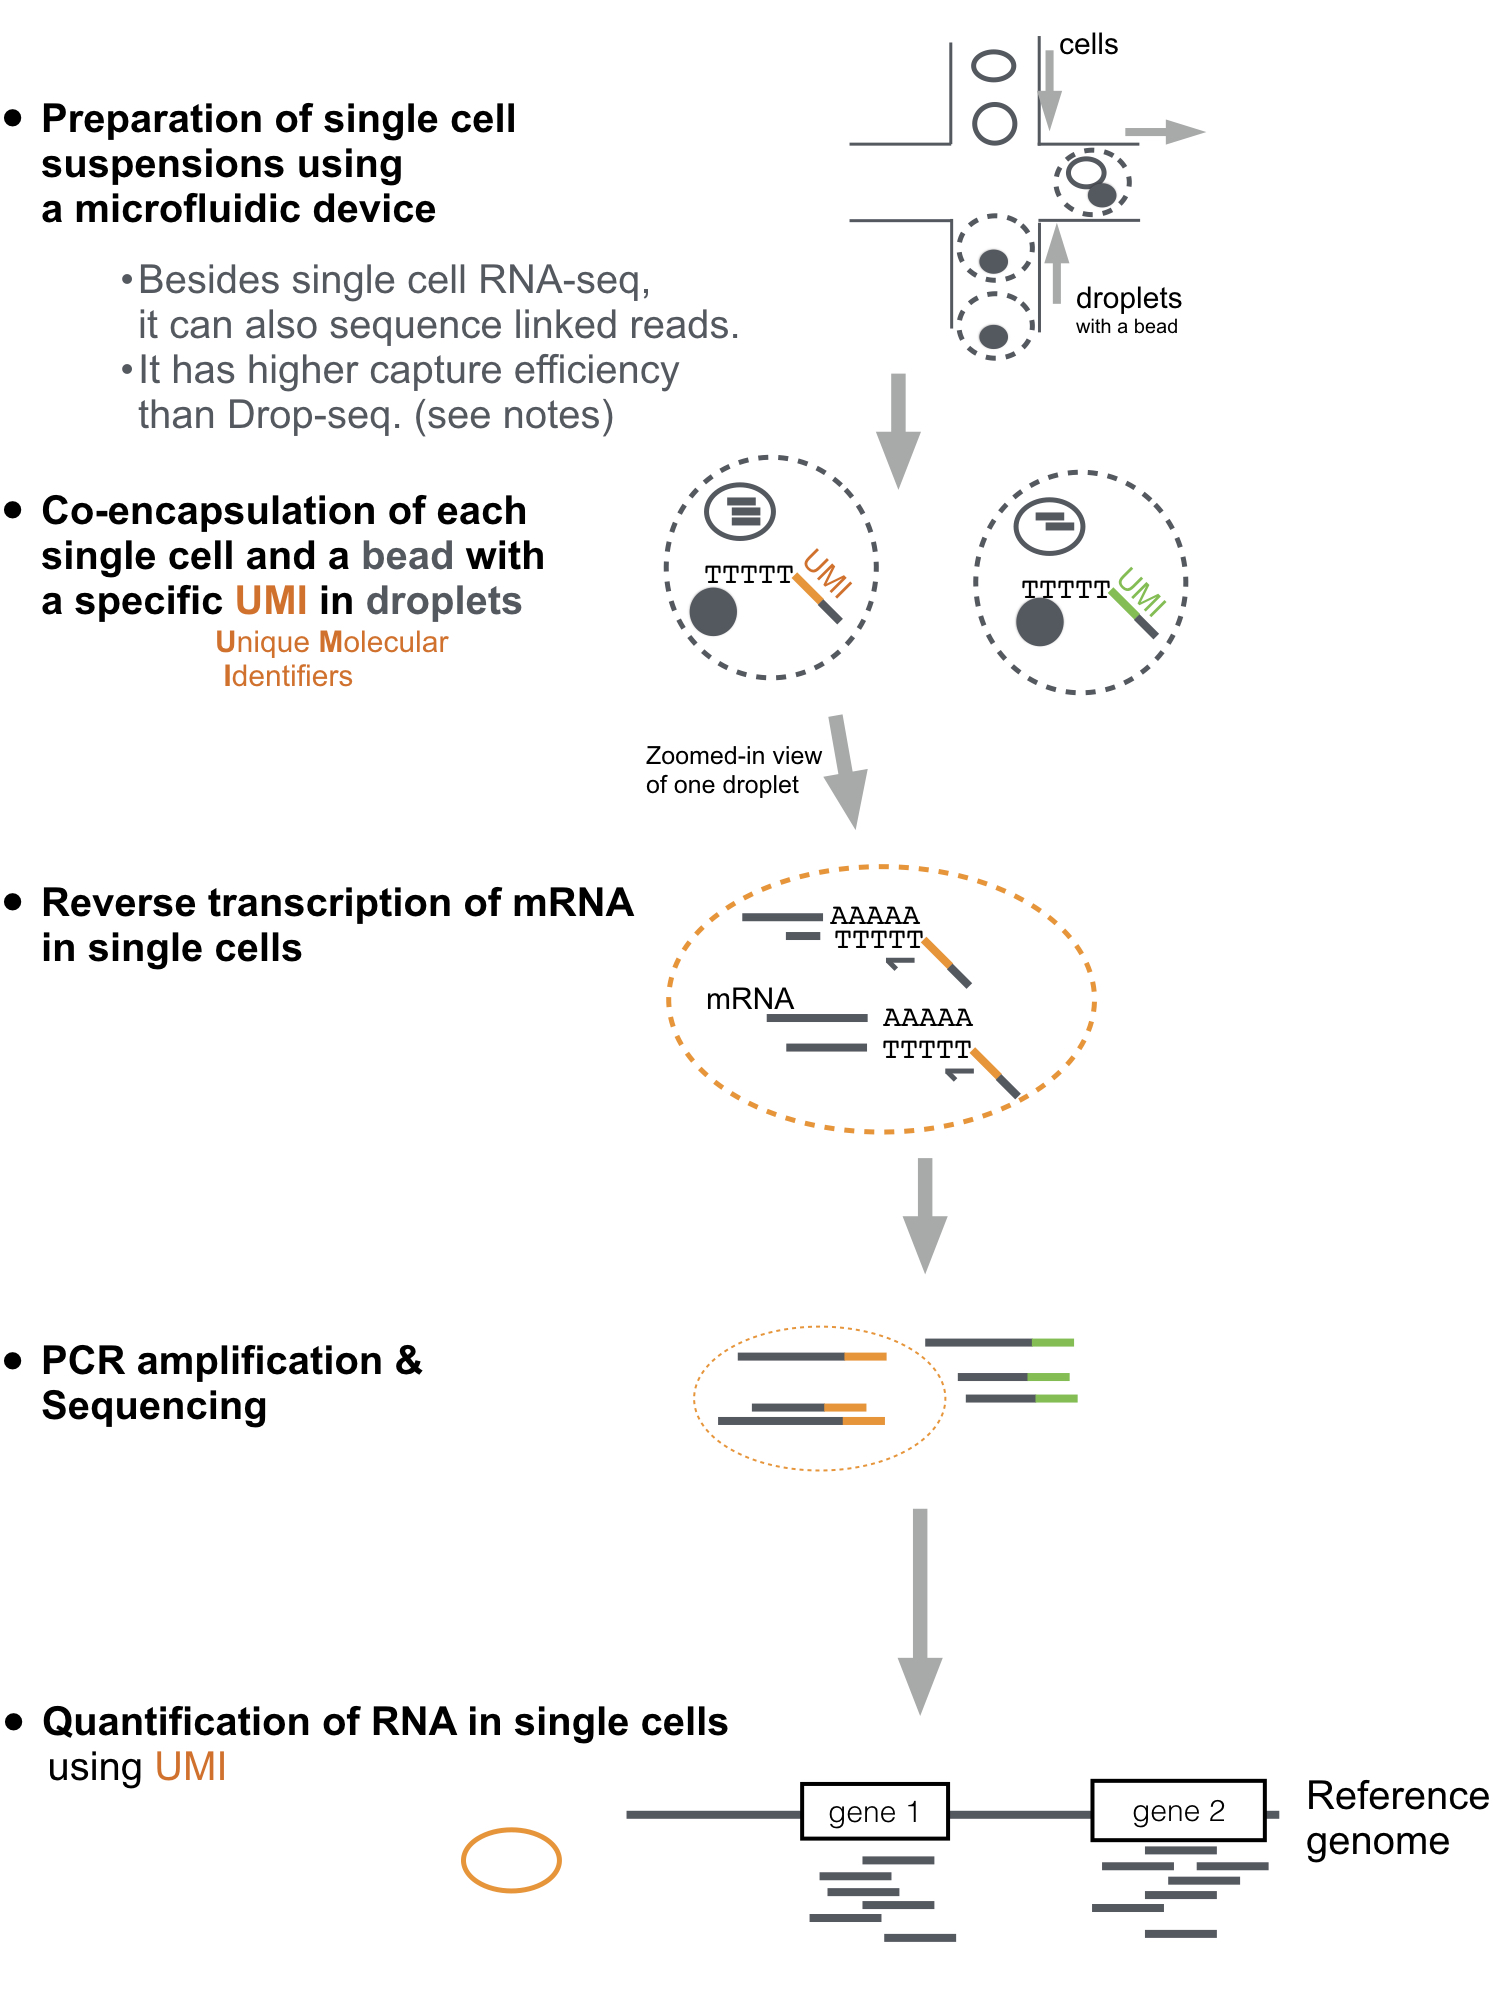 cells
• Preparation of single cell
suspensions using
a microfluidic device
• Besides single cell RNA-seq,
it can also sequence linked reads.
• It has higher capture efficiency
than Drop-seq. (see notes)
droplets
with a bead
• Co-encapsulation of each
single cell and a bead with
a specific UMI in droplets
Unique Molecular
Identifiers
TTTTT UMI
TTTTT UMI
Zoomed-in view
of one droplet
• Reverse transcription of mRNA
in single cells
AAAAA
TTTTT
mRNA
AAAAA
TTTTT
• PCR amplification &
Sequencing
• Quantification of RNA in single cells
using UMI
gene 1
gene 2
Reference
genome